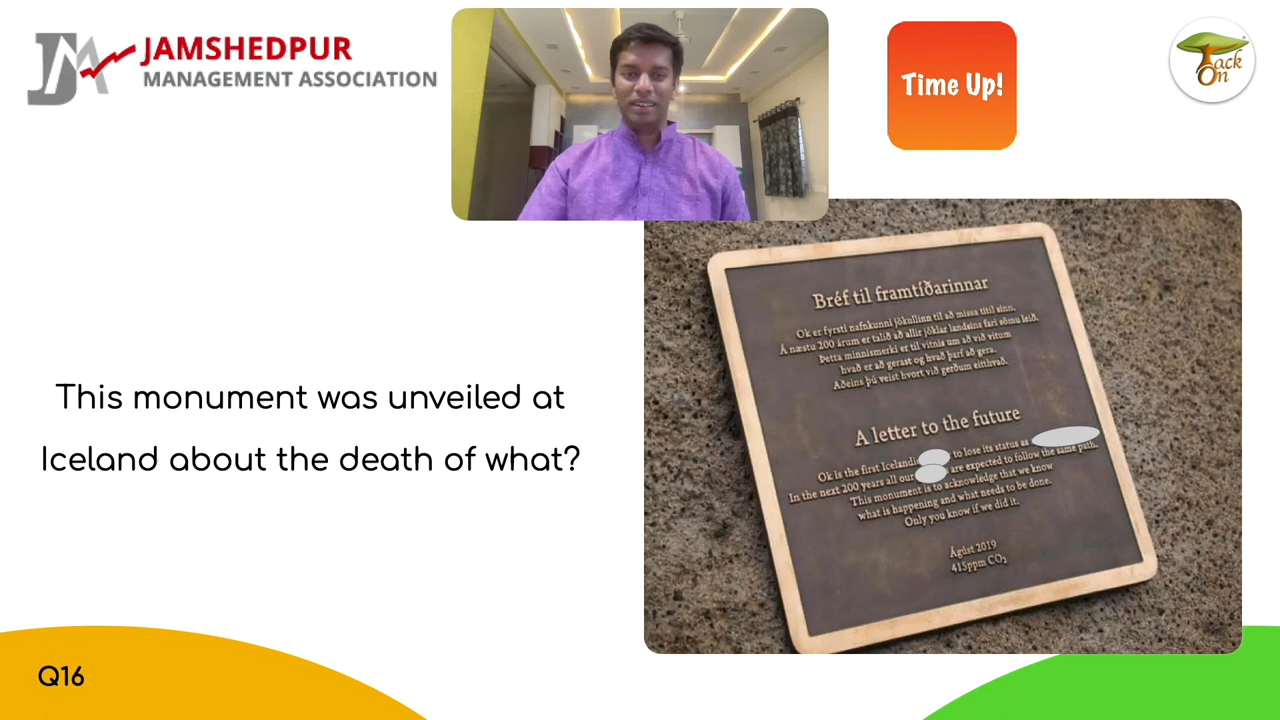 JAMSHEDPUR
MANAGEMENT ASSOCIATION
Time Up!
Tack On
This monument was unveiled at
Iceland about the death of what?
Bréf til framtíðarinnar
Ok er fyrsti nafnkunni jökullinn til að missa titil sinn.
Á næstu 200 árum er talið að allir jöklar landsins fari sömu leið.
Þetta minnismerki er til vitnis um að við vitum
hvað er að gerast og hvað þarf að gera.
Aðeins þú veist hvort við gerðum eitthvað.
A letter to the future
Ok is the first Icelandi to lose its status as
In the next 200 years all our are expected to follow the same path.
This monument is to acknowledge that we know
what is happening and what needs to be done.
Only you know if we did it.
Ágúst 2019
415ppm CO₂
Q16